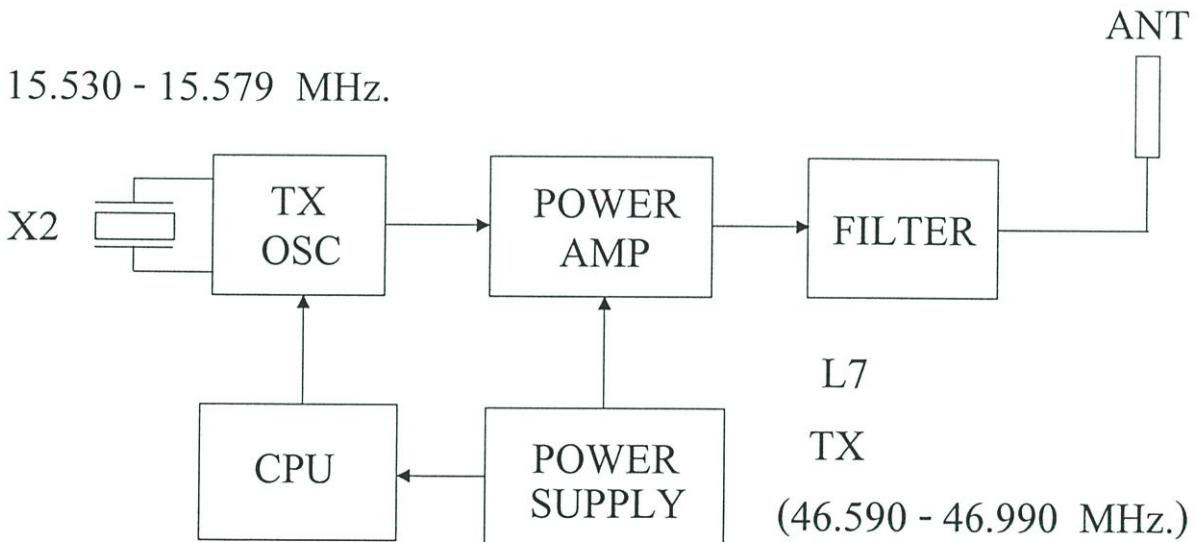 ANT
15.530 - 15.579 MHz.
X2
TX
OSC
POWER
AMP
FILTER
CPU
POWER
SUPPLY
L7
TX
(46.590 - 46.990 MHz.)